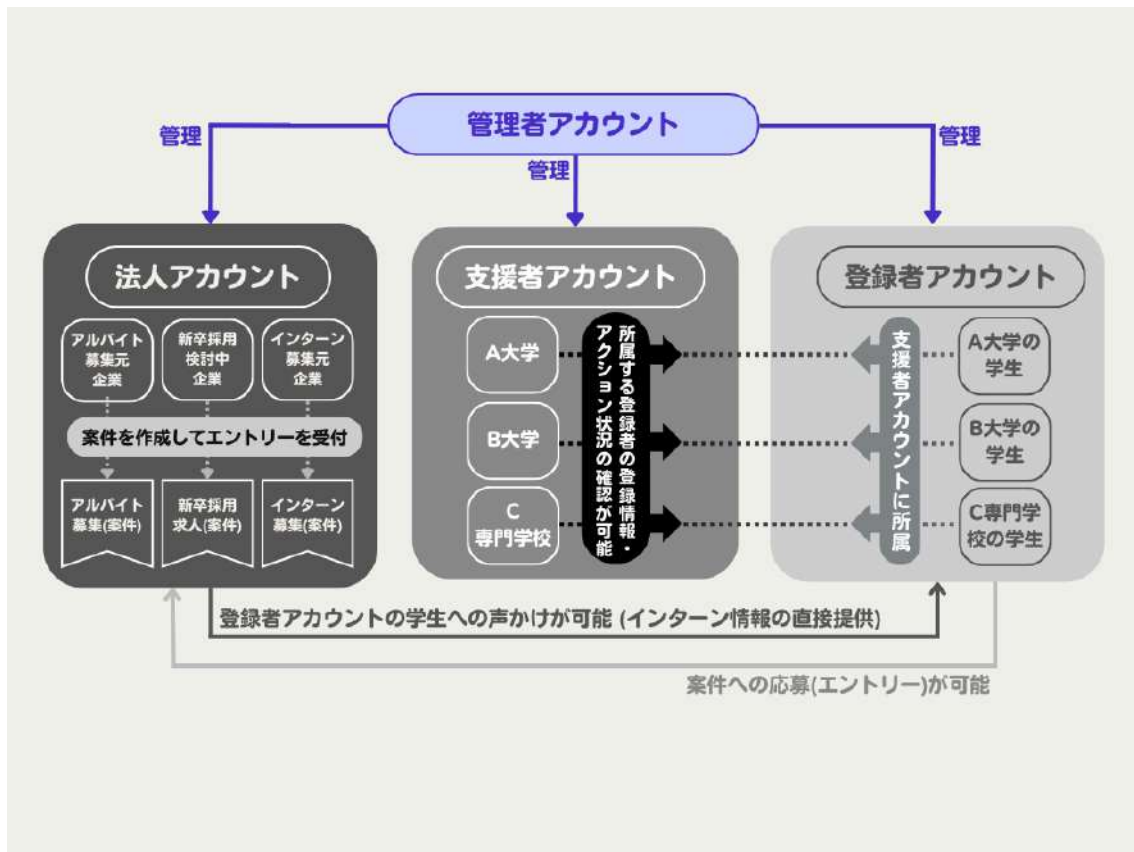 管理者アカウント
管理
管理
管理
法人アカウント
アルバイト
募集元
企業
新卒採用
検討中
企業
インターン
募集元
企業
案件を作成してエントリーを受付
アルバイト
募集(案件)
新卒採用
求人(案件)
インターン
募集(案件)
支援者アカウント
A大学
B大学
C
専門学校
所属する登録者の登録情報・
アクション状況の確認が可能
登録者アカウント
支援者アカウントに所属
A大学の
学生
B大学の
学生
C専門学
校の学生
登録者アカウントの学生への声かけが可能 (インターン情報の直接提供)
案件への応募(エントリー)が可能